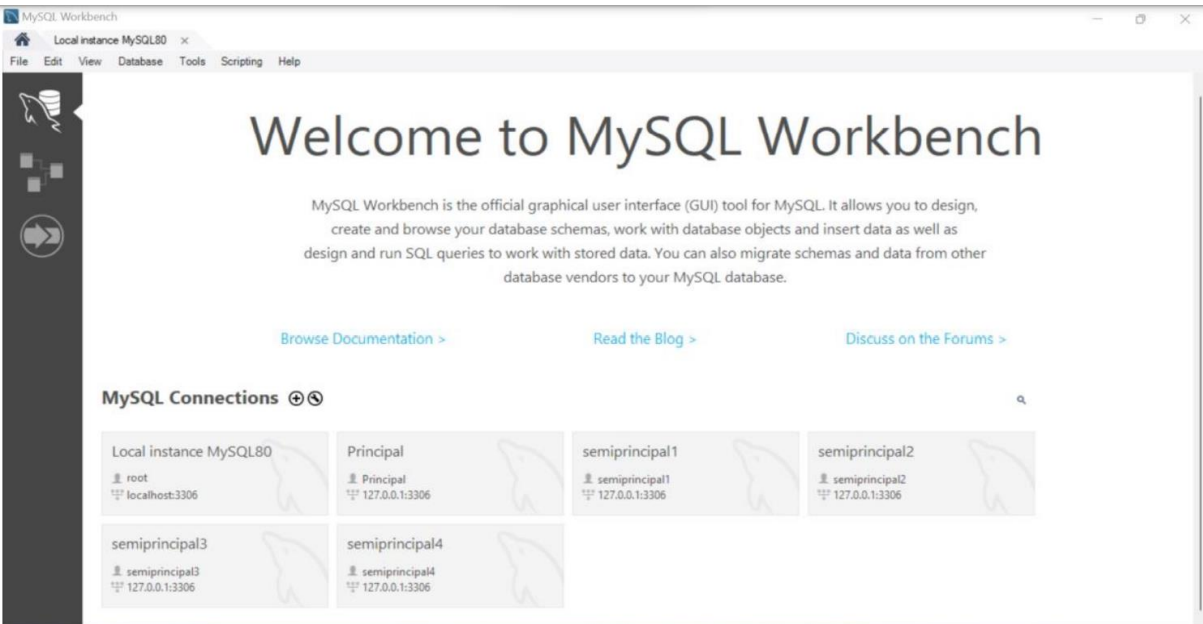 MySQL Workbench
Local instance MySQL80 ×
File Edit View Database Tools Scripting Help
Welcome to MySQL Workbench
MySQL Workbench is the official graphical user interface (GUI) tool for MySQL. It allows you to design,
create and browse your database schemas, work with database objects and insert data as well as
design and run SQL queries to work with stored data. You can also migrate schemas and data from other
database vendors to your MySQL database.
Browse Documentation > Read the Blog > Discuss on the Forums >
MySQL Connections
Local instance MySQL80
root
localhost:3306
Principal
Principal
127.0.0.1:3306
semiprincipal1
semiprincipal1
127.0.0.1:3306
semiprincipal2
semiprincipal2
127.0.0.1:3306
semiprincipal3
semiprincipal3
127.0.0.1:3306
semiprincipal4
semiprincipal4
127.0.0.1:3306